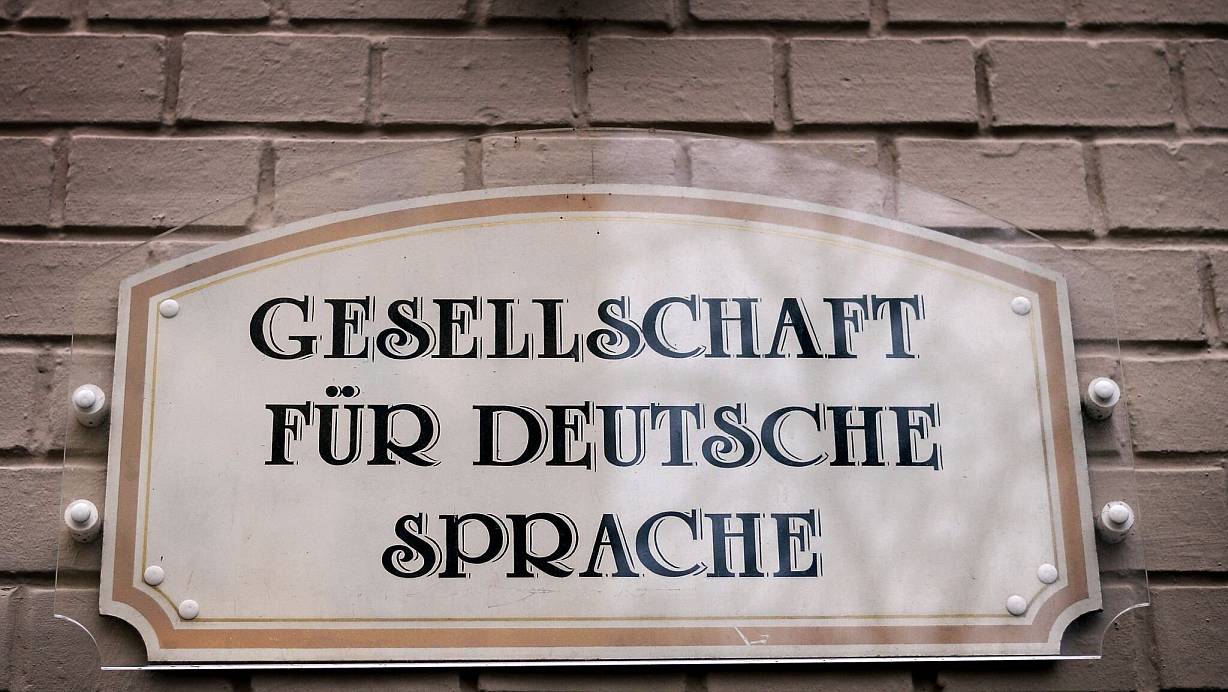 GESELLSCHAFT
FÜR DEUTSCHE
SPRACHE